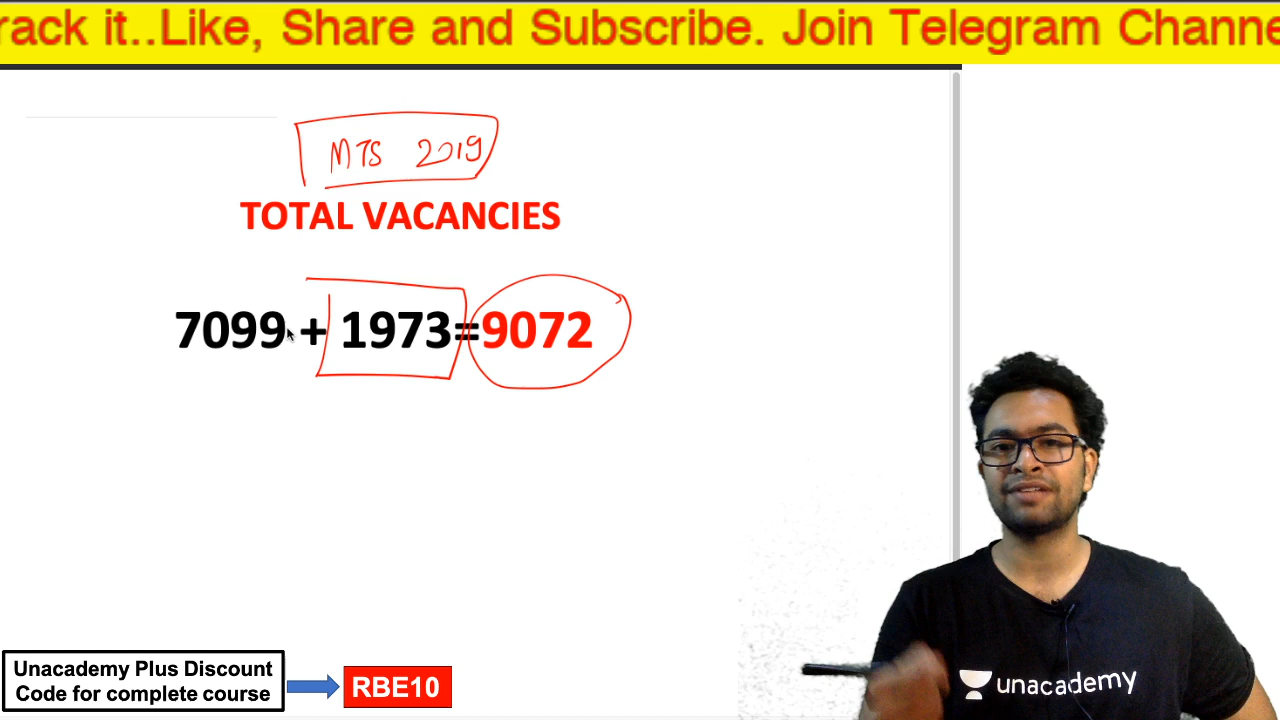 rack it..Like, Share and Subscribe. Join Telegram Channe
MTS 2019
TOTAL VACANCIES
7099 + 1973=9072
Unacademy Plus Discount
Code for complete course
RBE10
unacademy